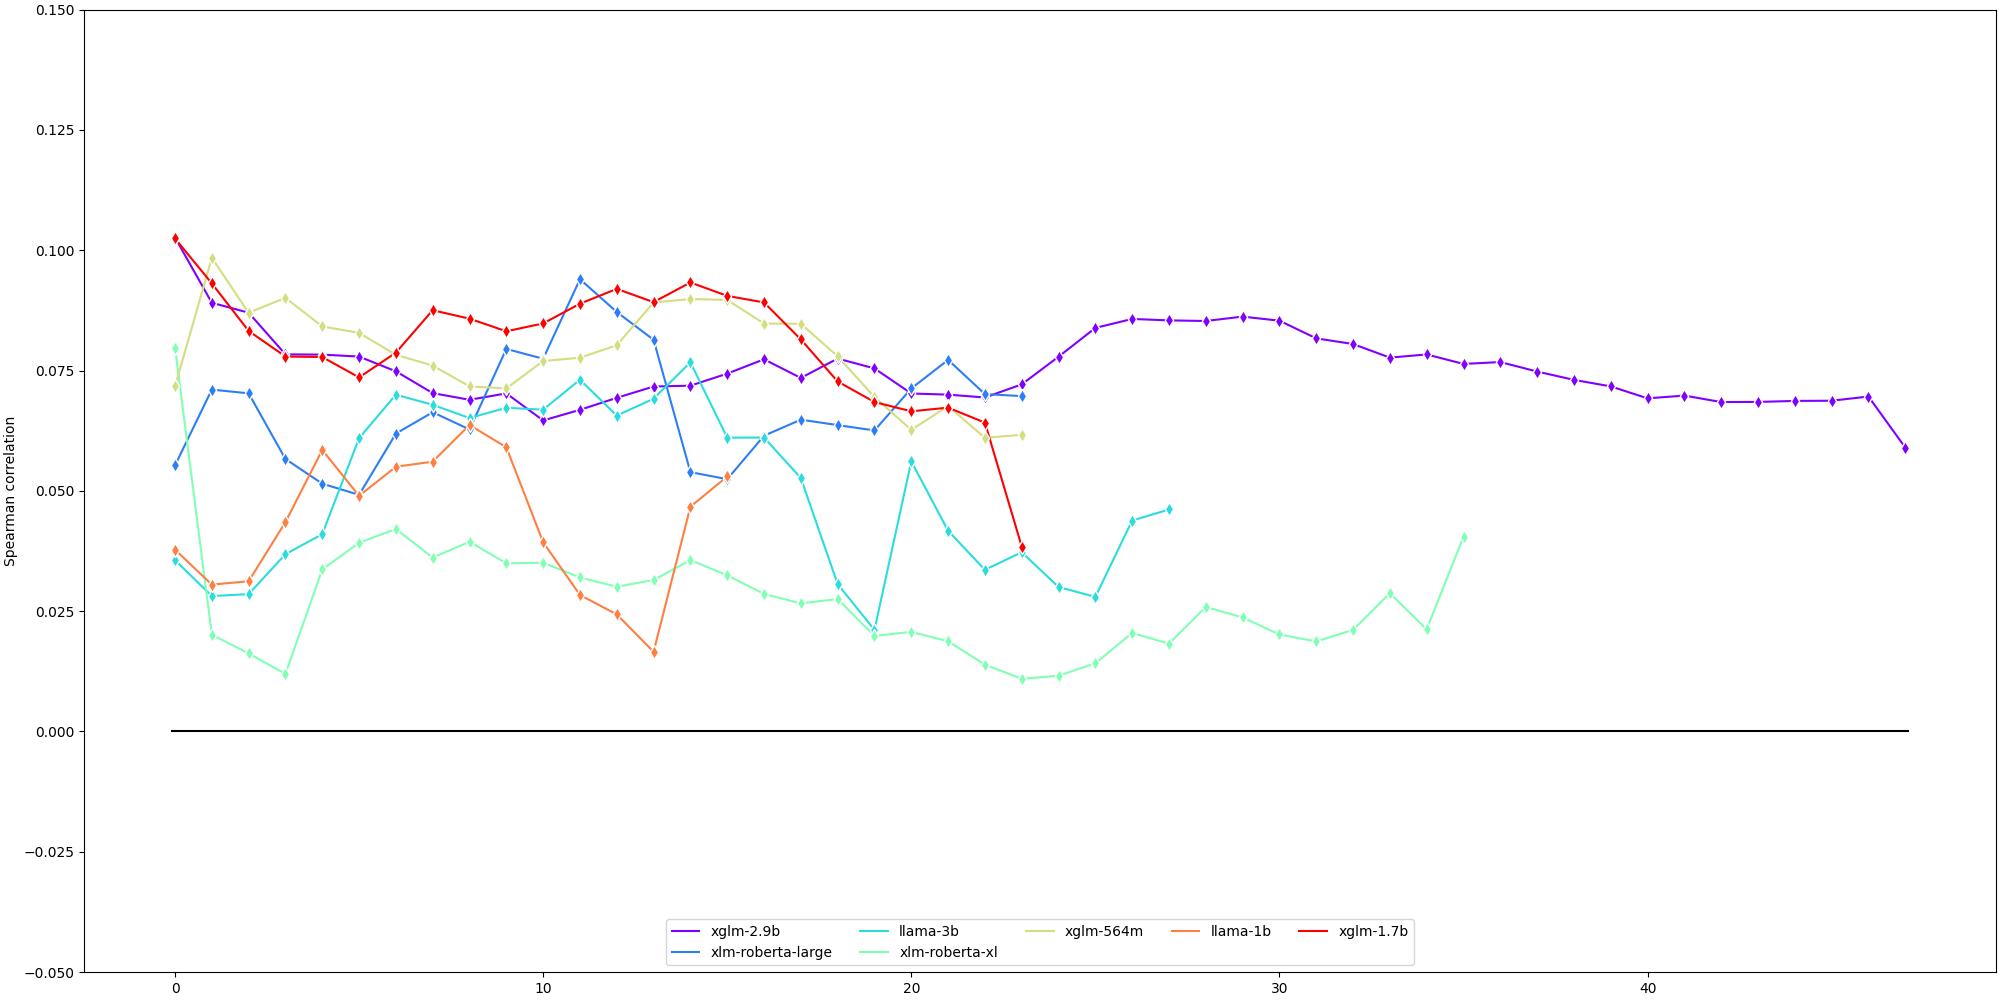 0.150
0.125
0.100
0.075
0.050
0.025
0.000
−0.025
−0.050
Spearman correlation
0 10 20 30 40
xglm-2.9b llama-3b xglm-564m llama-1b xglm-1.7b
xlm-roberta-large xlm-roberta-xl